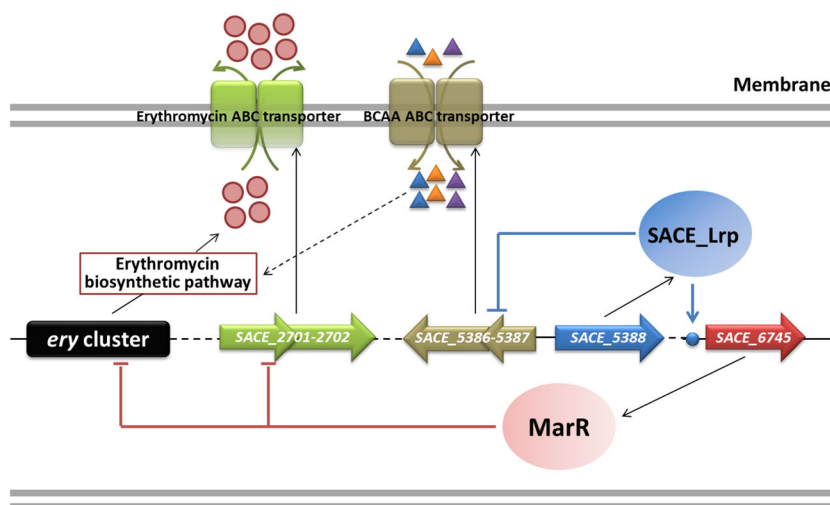 Membrane
Erythromycin ABC transporter
BCAA ABC transporter
SACE_Lrp
Erythromycin
biosynthetic pathway
ery cluster
SACE_2701-2702
SACE_5386-5387
SACE_5388
SACE_6745
MarR